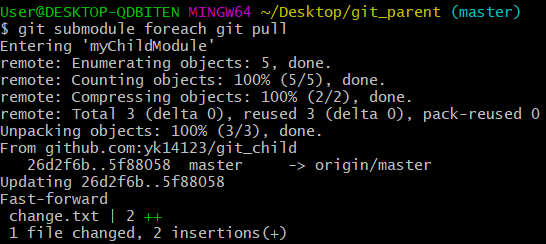 User@DESKTOP-QDBITEN MINGW64 ~/Desktop/git_parent (master)
$ git submodule foreach git pull
Entering 'myChildModule'
remote: Enumerating objects: 5, done.
remote: Counting objects: 100% (5/5), done.
remote: Compressing objects: 100% (2/2), done.
remote: Total 3 (delta 0), reused 3 (delta 0), pack-reused 0
Unpacking objects: 100% (3/3), done.
From github.com:yk14123/git_child
   26d2f6b..5f88058  master     -> origin/master
Updating 26d2f6b..5f88058
Fast-forward
 change.txt | 2 ++
 1 file changed, 2 insertions(+)